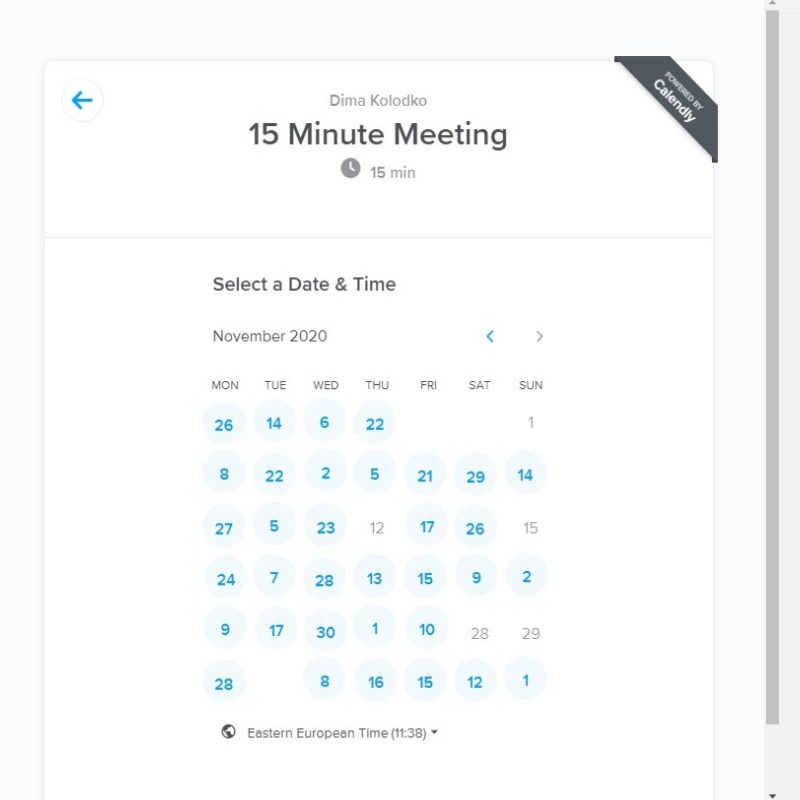 POWERED BY
Calendly
Dima Kolodko
15 Minute Meeting
15 min
Select a Date & Time
November 2020
MON TUE WED THU FRI SAT SUN
26 14 6 22 1
8 22 2 5 21 29 14
27 5 23 12 17 26 15
24 7 28 13 15 9 2
9 17 30 1 10 28 29
28 8 16 15 12 1
Eastern European Time (11:38)